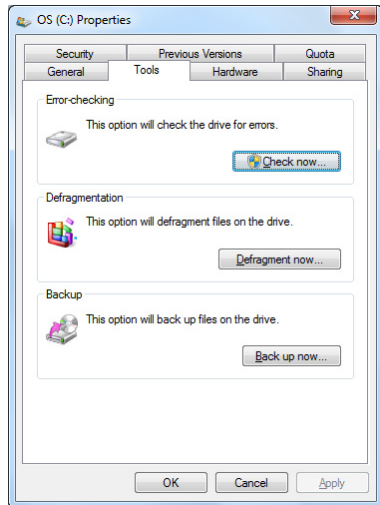 OS (C:) Properties
Security
Previous Versions
Quota
General
Tools
Hardware
Sharing
Error-checking
This option will check the drive for errors.
Check now...
Defragmentation
This option will defragment files on the drive.
Defragment now...
Backup
This option will back up files on the drive.
Back up now...
OK
Cancel
Apply